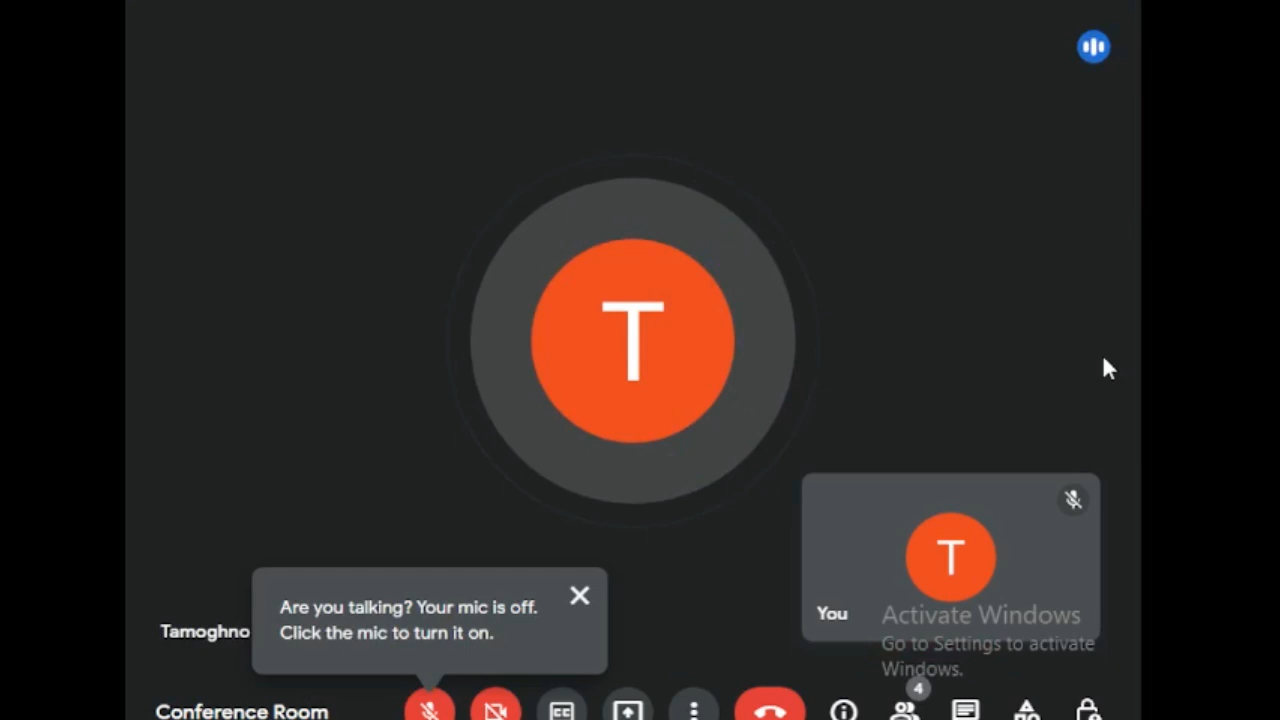 T
T
You
Activate Windows
Go to Settings to activate
Windows.
Are you talking? Your mic is off.
Click the mic to turn it on.
Tamoghno
4
CC
Conference Room